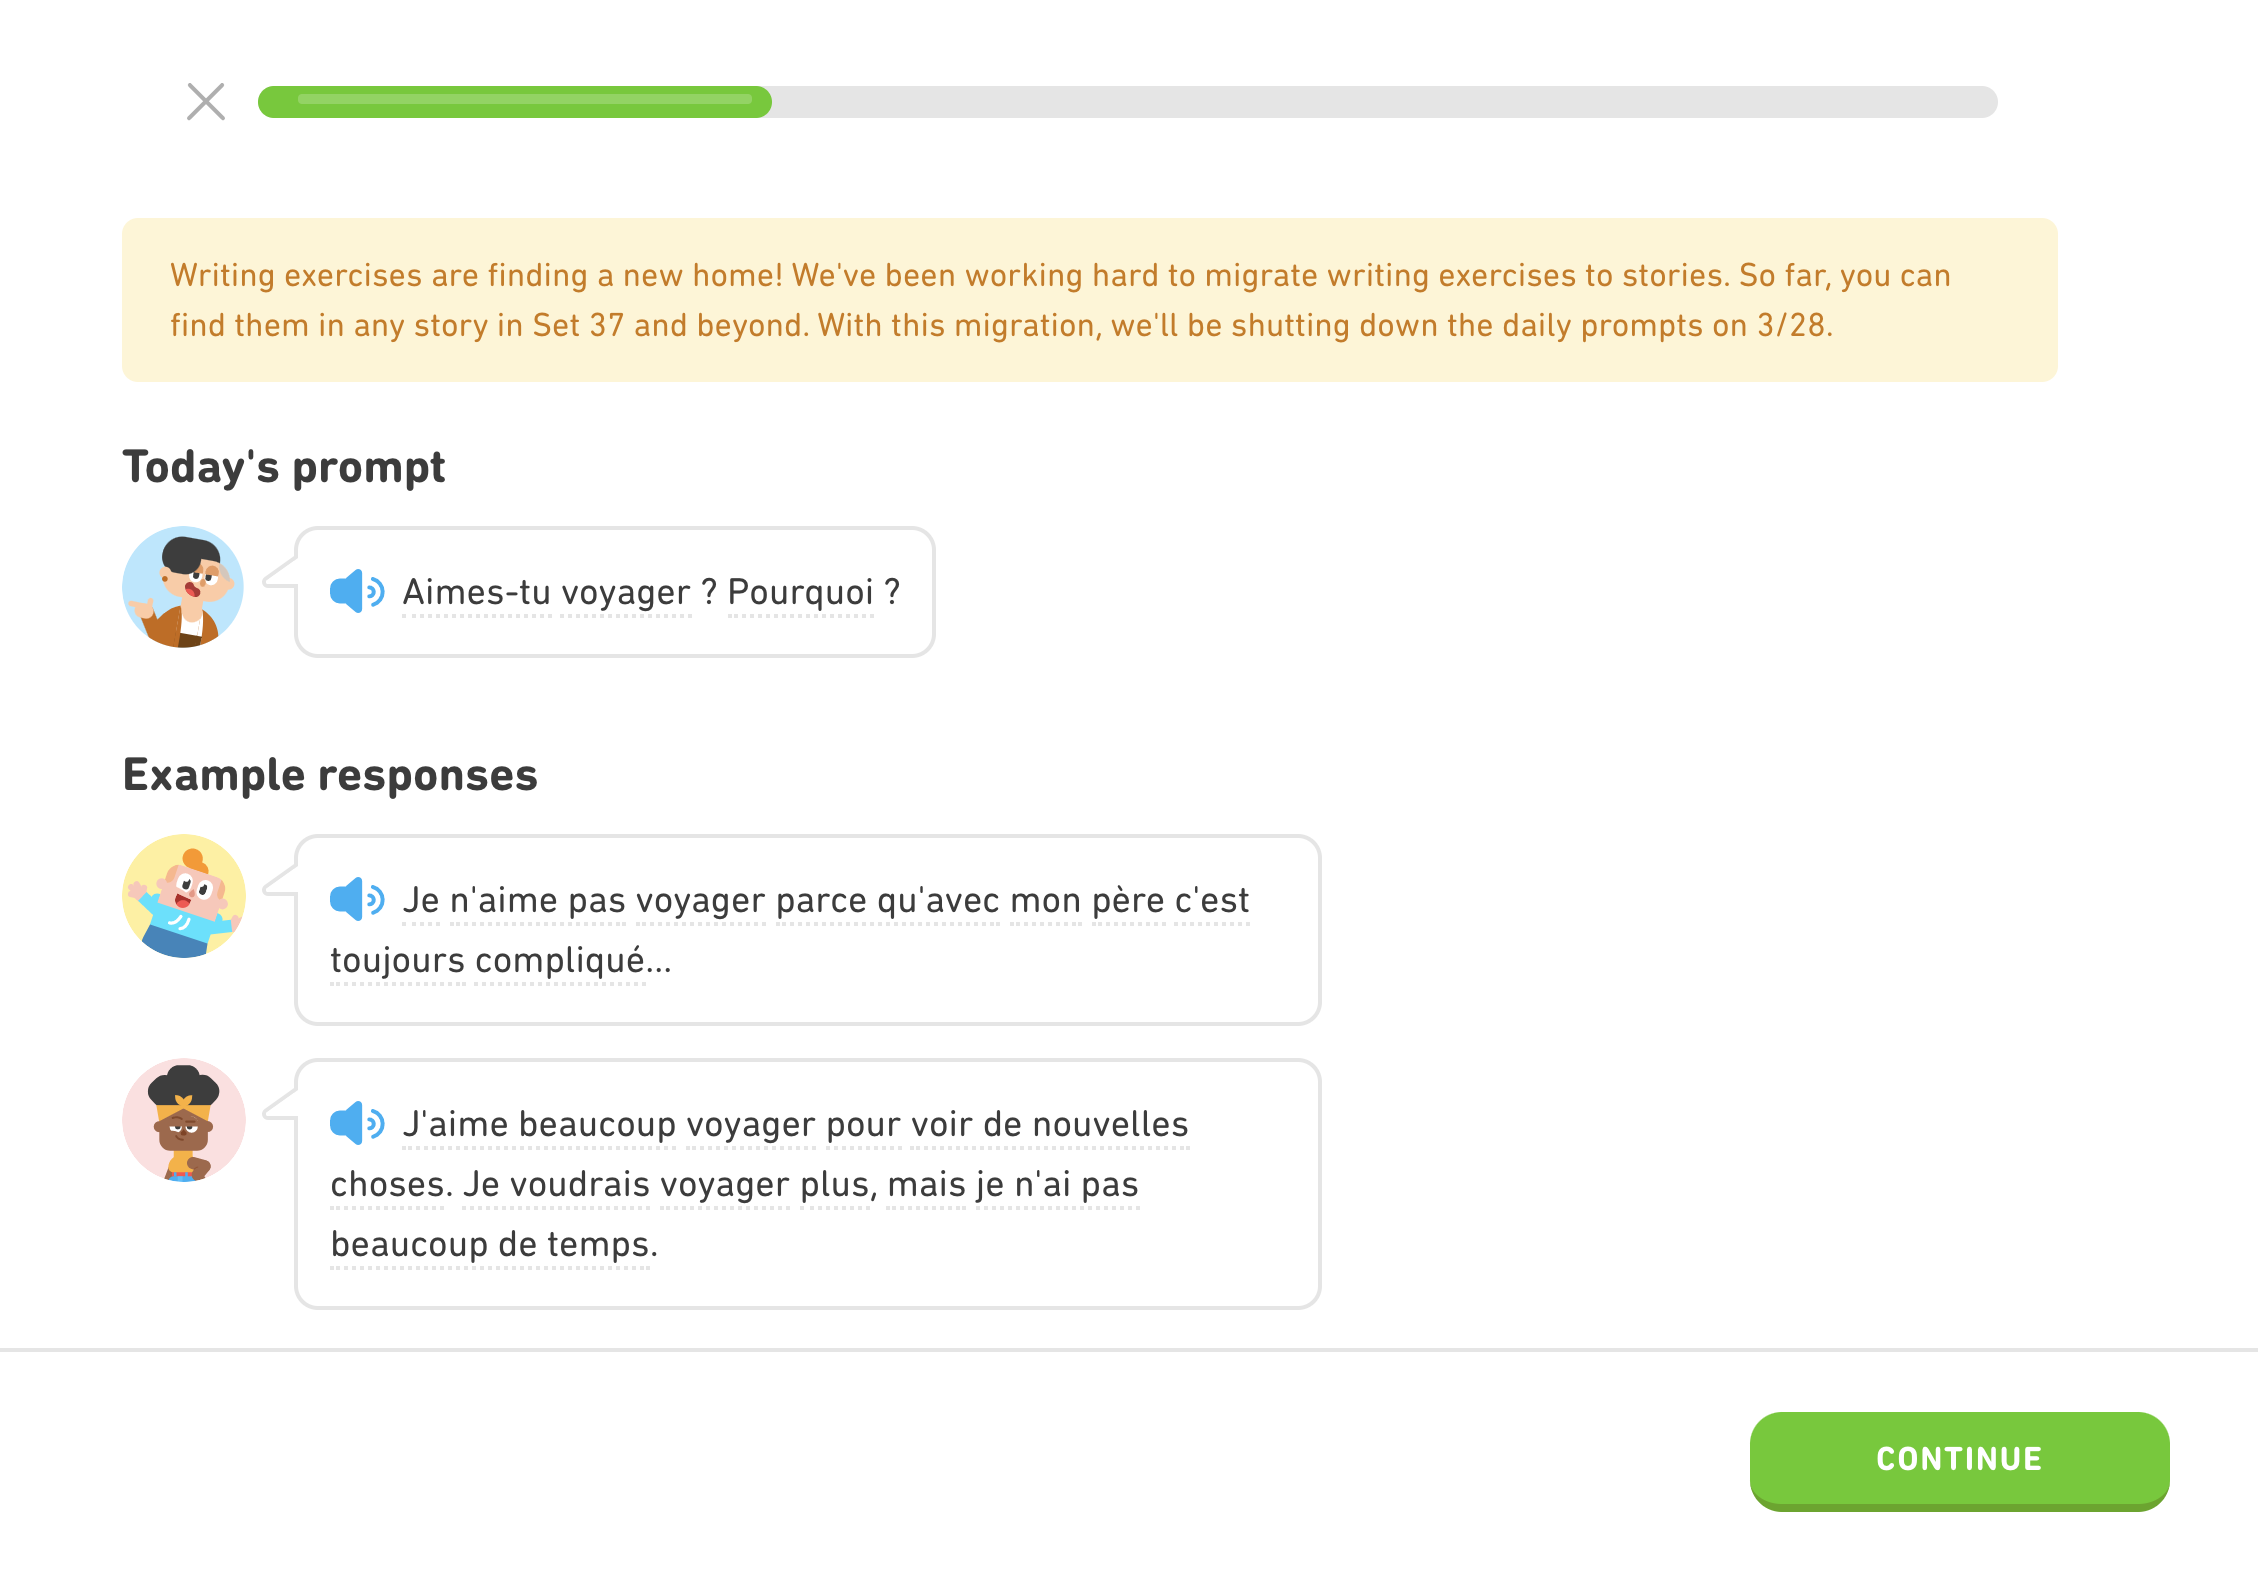 Writing exercises are finding a new home! We've been working hard to migrate writing exercises to stories. So far, you can
find them in any story in Set 37 and beyond. With this migration, we'll be shutting down the daily prompts on 3/28.
Today's prompt
Aimes-tu voyager ? Pourquoi ?
Example responses
Je n'aime pas voyager parce qu'avec mon père c'est
toujours compliqué...
J'aime beaucoup voyager pour voir de nouvelles
choses. Je voudrais voyager plus, mais je n'ai pas
beaucoup de temps.
CONTINUE